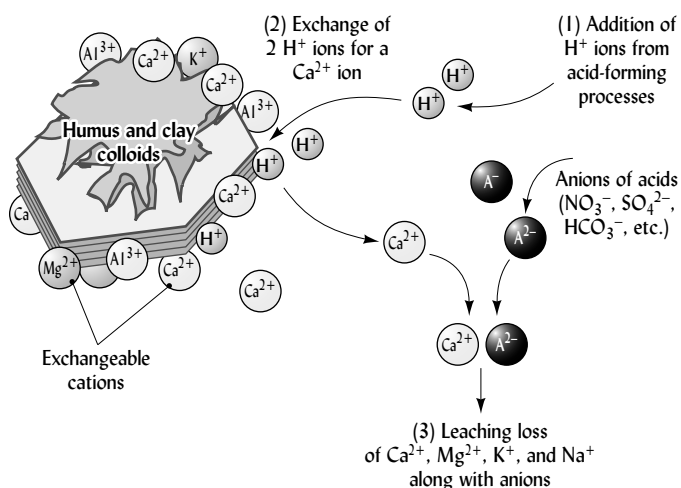 (2) Exchange of
2 H⁺ ions for a
Ca²⁺ ion
(1) Addition of
H⁺ ions from
acid-forming
processes
Al³⁺
Ca²⁺
K⁺
Ca²⁺
Al³⁺
H⁺
H⁺
Humus and clay
colloids
H⁺
H⁺
Ca²⁺
Ca
H⁺
Mg²⁺
Al³⁺
Ca²⁺
Ca²⁺
Ca²⁺
A⁻
Anions of acids
(NO₃⁻, SO₄²⁻,
HCO₃⁻, etc.)
A²⁻
Ca²⁺
A²⁻
Exchangeable
cations
(3) Leaching loss
of Ca²⁺, Mg²⁺, K⁺, and Na⁺
along with anions